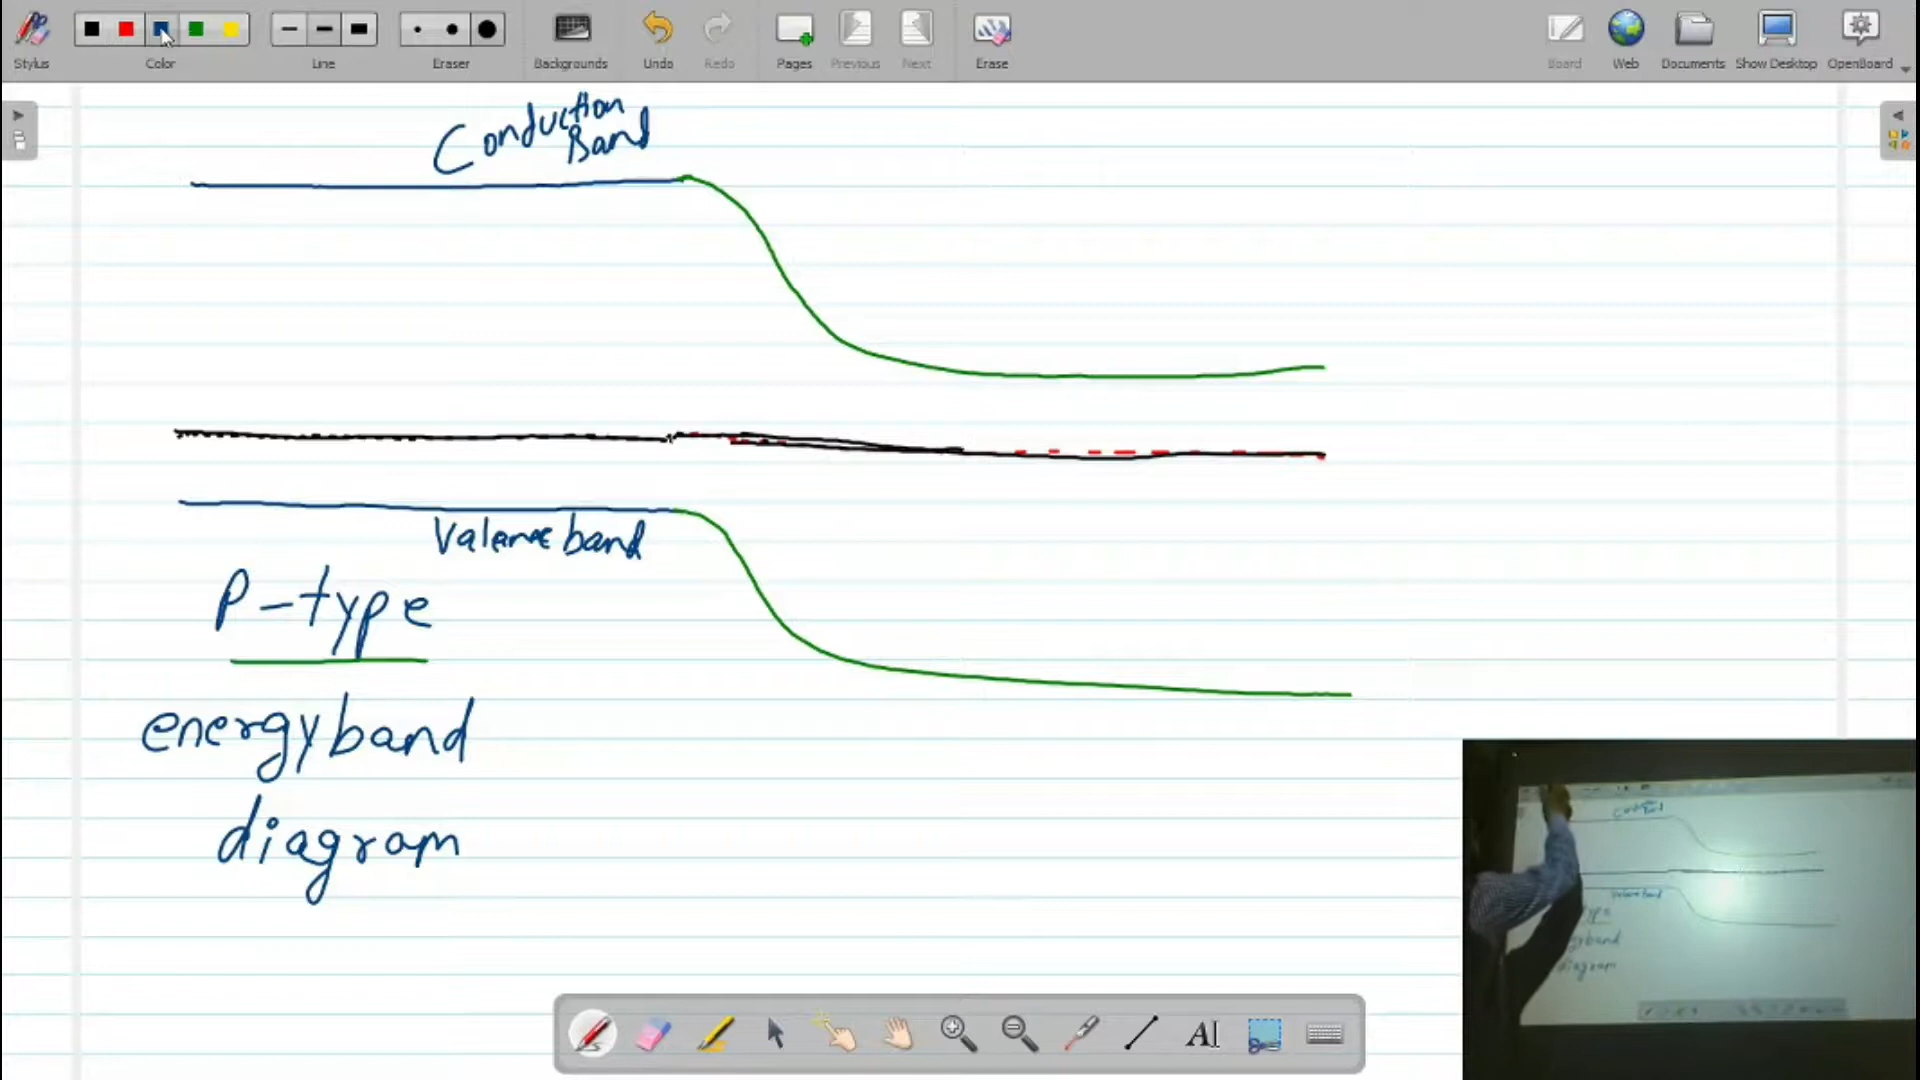 Stylus
Color
Line
Eraser
Backgrounds
Undo
Redo
Pages
Previous
Next
Erase
Board
Web
Documents
Show Desktop
OpenBoard
Conduction
Band
Valence band
P-type
energy band
diagram